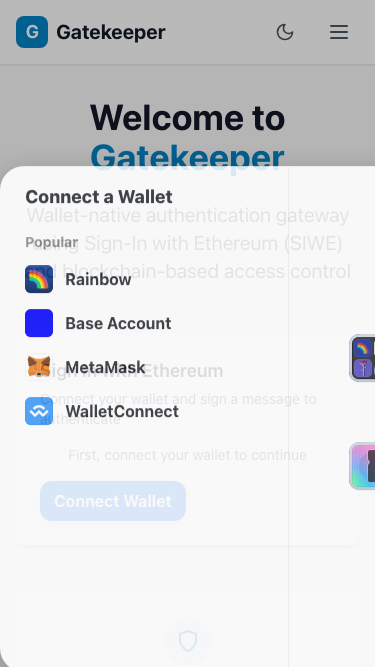 G Gatekeeper
Welcome to
Gatekeeper
Connect a Wallet
Wallet-native authentication gateway
Popular
Sign-In with Ethereum (SIWE)
blockchain-based access control
Rainbow
Base Account
Sign in with Ethereum
MetaMask
Connect your wallet and sign a message to
authenticate
WalletConnect
First, connect your wallet to continue
Connect Wallet